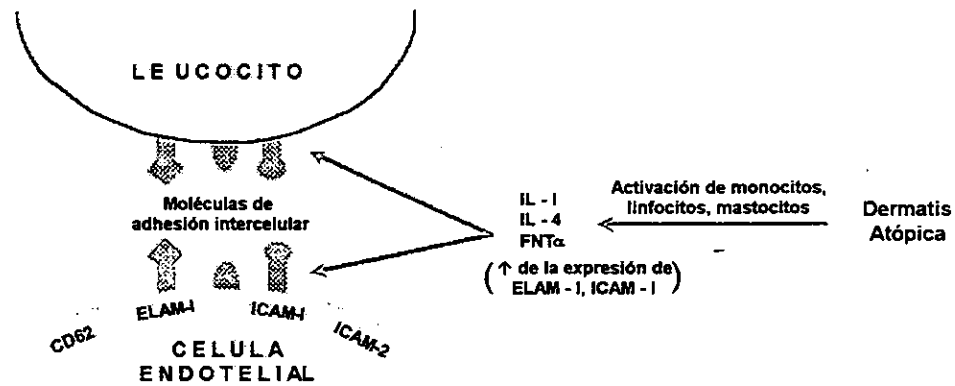 LEUCOCITO
Moléculas de
adhesión intercelular
CD62
ELAM-I
ICAM-I
ICAM-2
CELULA
ENDOTELIAL
IL - I
IL - 4
FNTα
(↑ de la expresión de
ELAM - I, ICAM - I)
Activación de monocitos,
linfocitos, mastocitos
Dermatis
Atópica